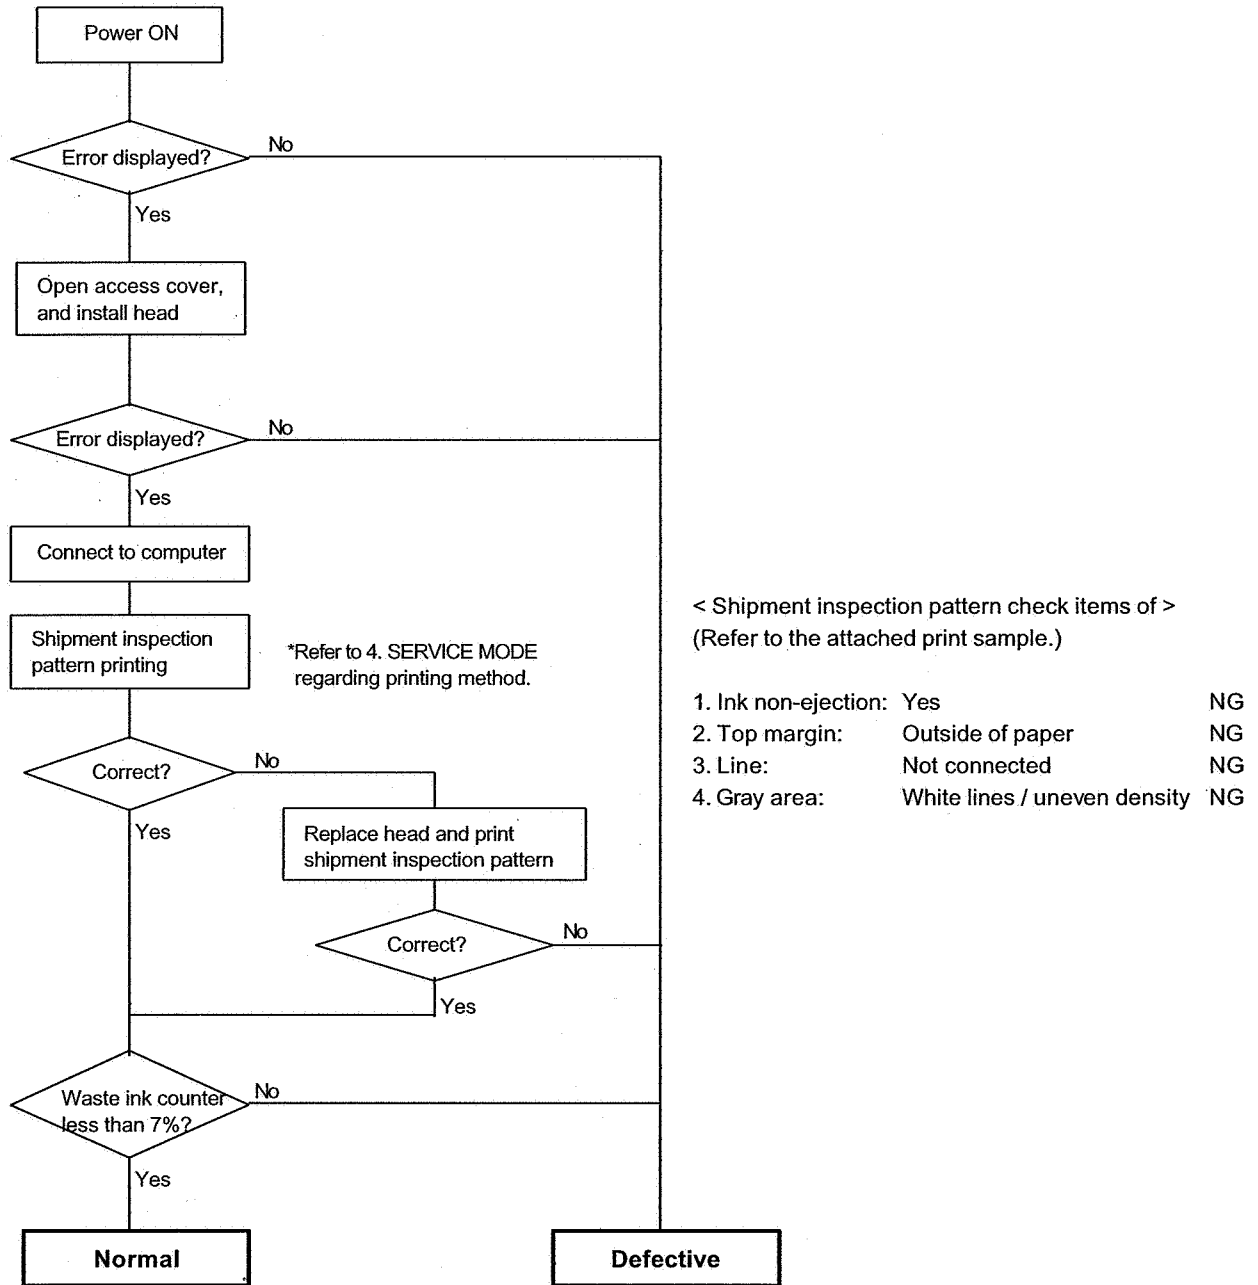 Power ON
Error displayed?
No
Yes
Open access cover,
and install head
Error displayed?
No
Yes
Connect to computer
Shipment inspection
pattern printing
*Refer to 4. SERVICE MODE
regarding printing method.
Correct?
No
Yes
Replace head and print
shipment inspection pattern
Correct?
No
Yes
Waste ink counter
less than 7%?
No
Yes
Normal
Defective
< Shipment inspection pattern check items of >
(Refer to the attached print sample.)
1. Ink non-ejection: Yes NG
2. Top margin: Outside of paper NG
3. Line: Not connected NG
4. Gray area: White lines / uneven density NG